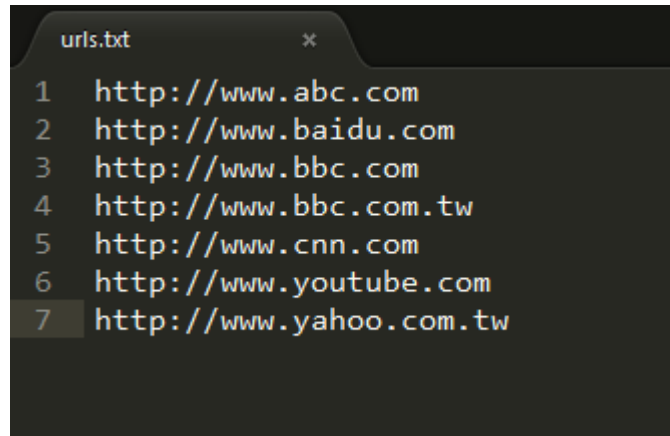 urls.txt ×
1 http://www.abc.com
2 http://www.baidu.com
3 http://www.bbc.com
4 http://www.bbc.com.tw
5 http://www.cnn.com
6 http://www.youtube.com
7 http://www.yahoo.com.tw